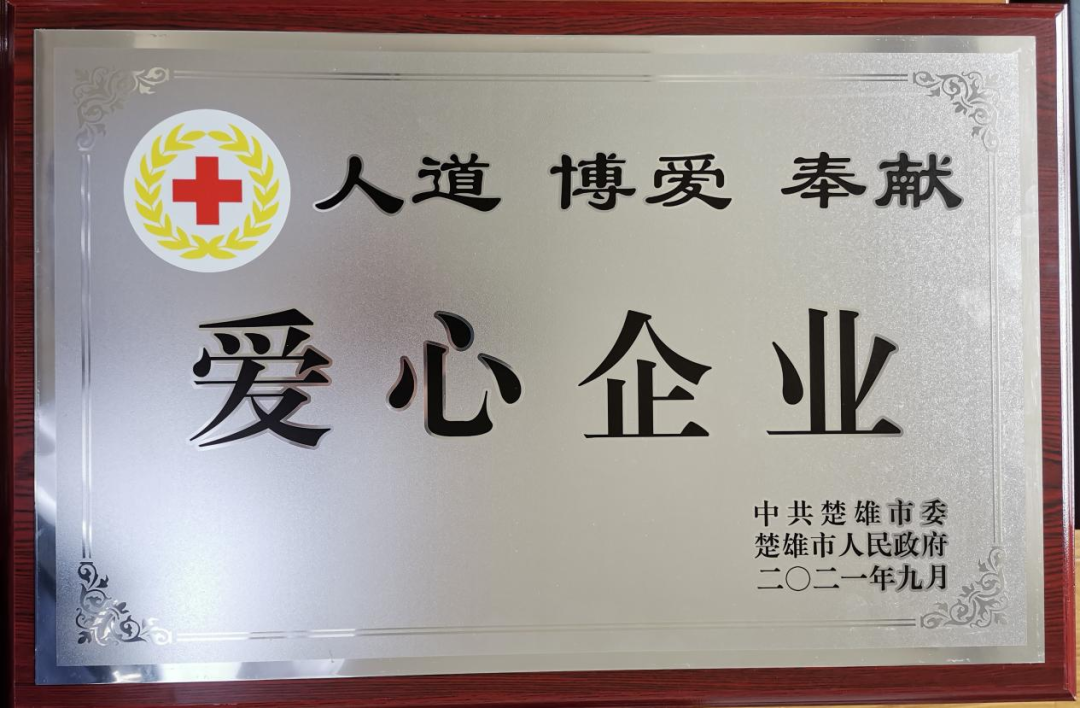 人道 博爱 奉献
爱心企业
中共楚雄市委
楚雄市人民政府
二〇二一年九月